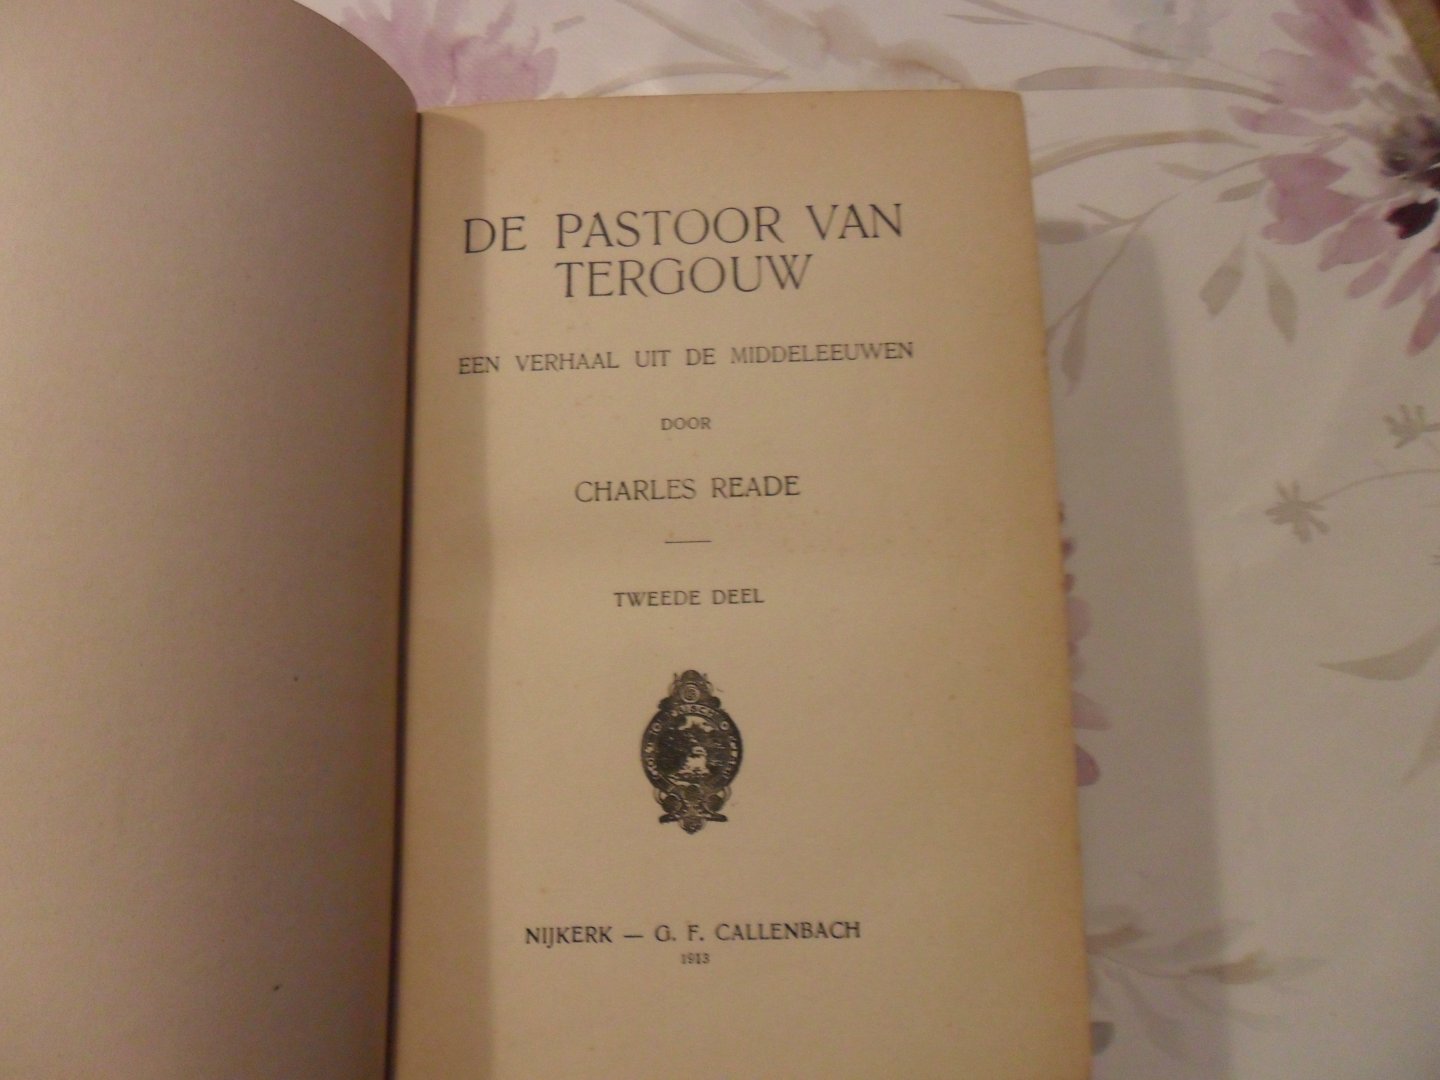 DE PASTOOR VAN
TERGOUW
EEN VERHAAL UIT DE MIDDELEEUWEN
DOOR
CHARLES READE
TWEEDE DEEL
NIJKERK — G. F. CALLENBACH
1913